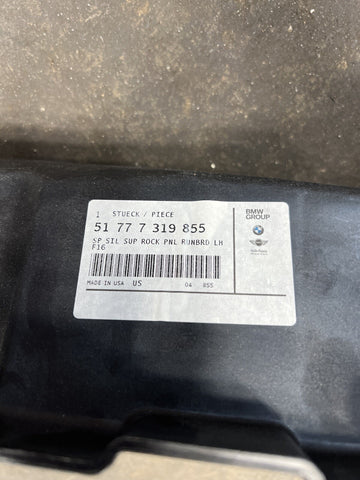 1 STUECK / PIECE
BMW
GROUP
51 77 7 319 855
SP SIL SUP ROCK PNL RUNBRD LH
F16
MADE IN USA US 04 855